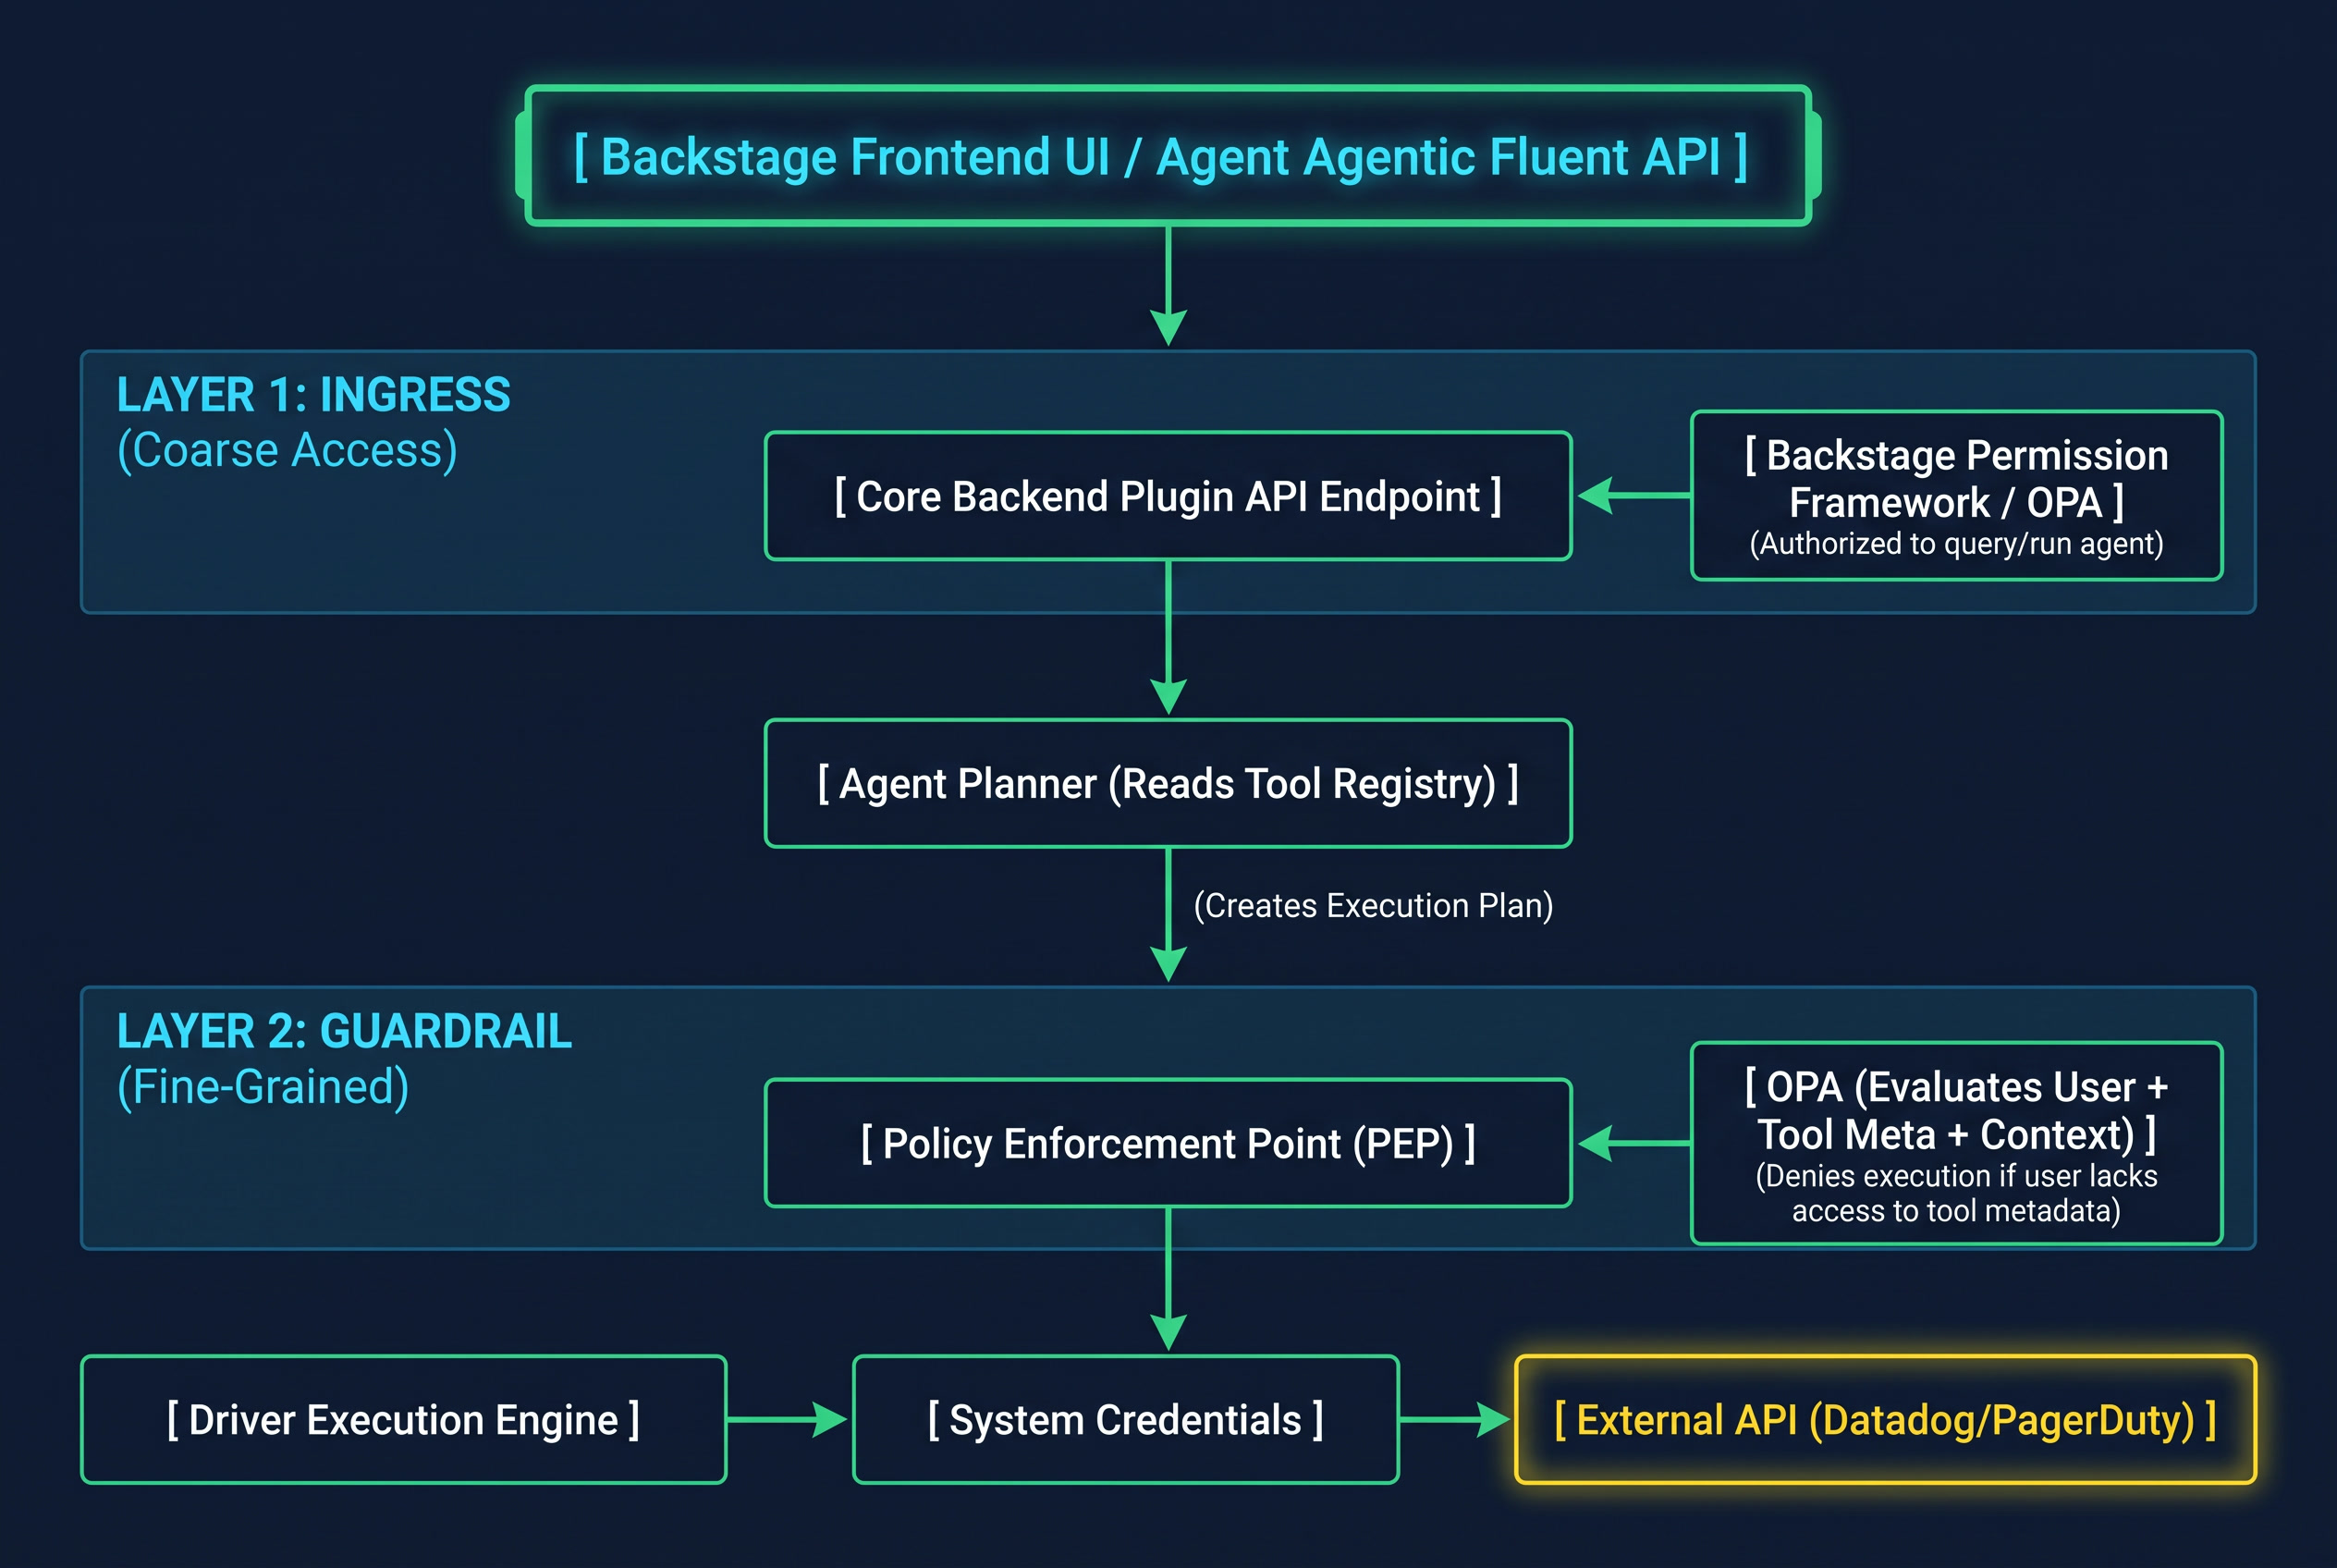 [ Backstage Frontend UI / Agent Agentic Fluent API ]
LAYER 1: INGRESS
(Coarse Access)
[ Core Backend Plugin API Endpoint ]
[ Backstage Permission
Framework / OPA ]
(Authorized to query/run agent)
[ Agent Planner (Reads Tool Registry) ]
(Creates Execution Plan)
LAYER 2: GUARDRAIL
(Fine-Grained)
[ Policy Enforcement Point (PEP) ]
[ OPA (Evaluates User +
Tool Meta + Context) ]
(Denies execution if user lacks
access to tool metadata)
[ Driver Execution Engine ]
[ System Credentials ]
[ External API (Datadog/PagerDuty) ]